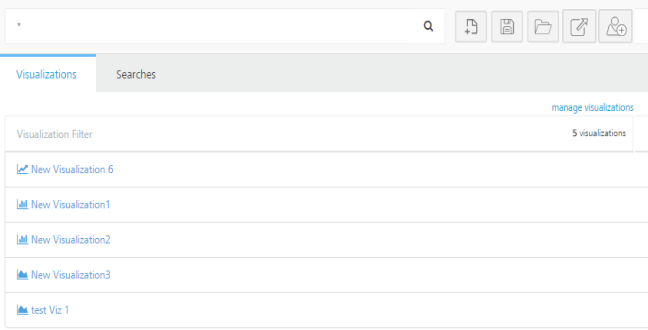 *
Visualizations Searches
manage visualizations
Visualization Filter 5 visualizations
New Visualization 6
New Visualization1
New Visualization2
New Visualization3
test Viz 1